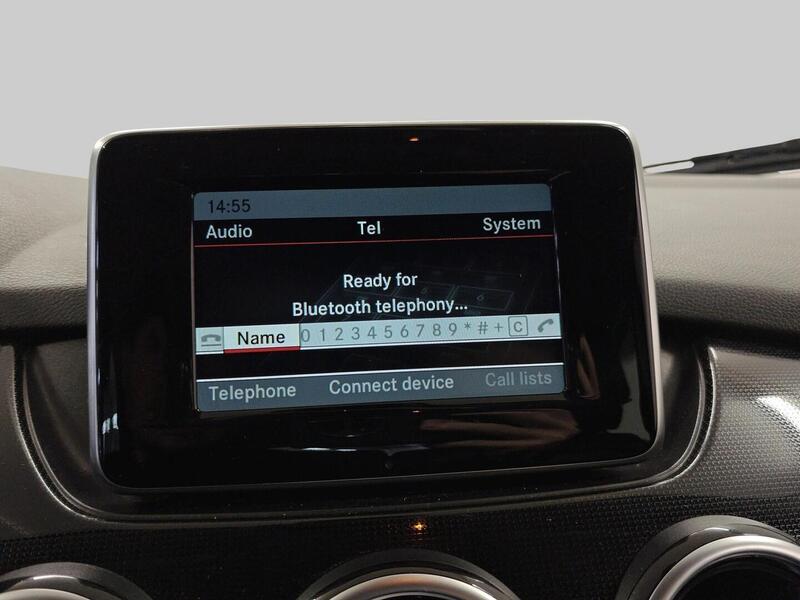 14:55
Audio Tel System
Ready for
Bluetooth telephony...
Name 0 1 2 3 4 5 6 7 8 9 * # + C
Telephone Connect device Call lists